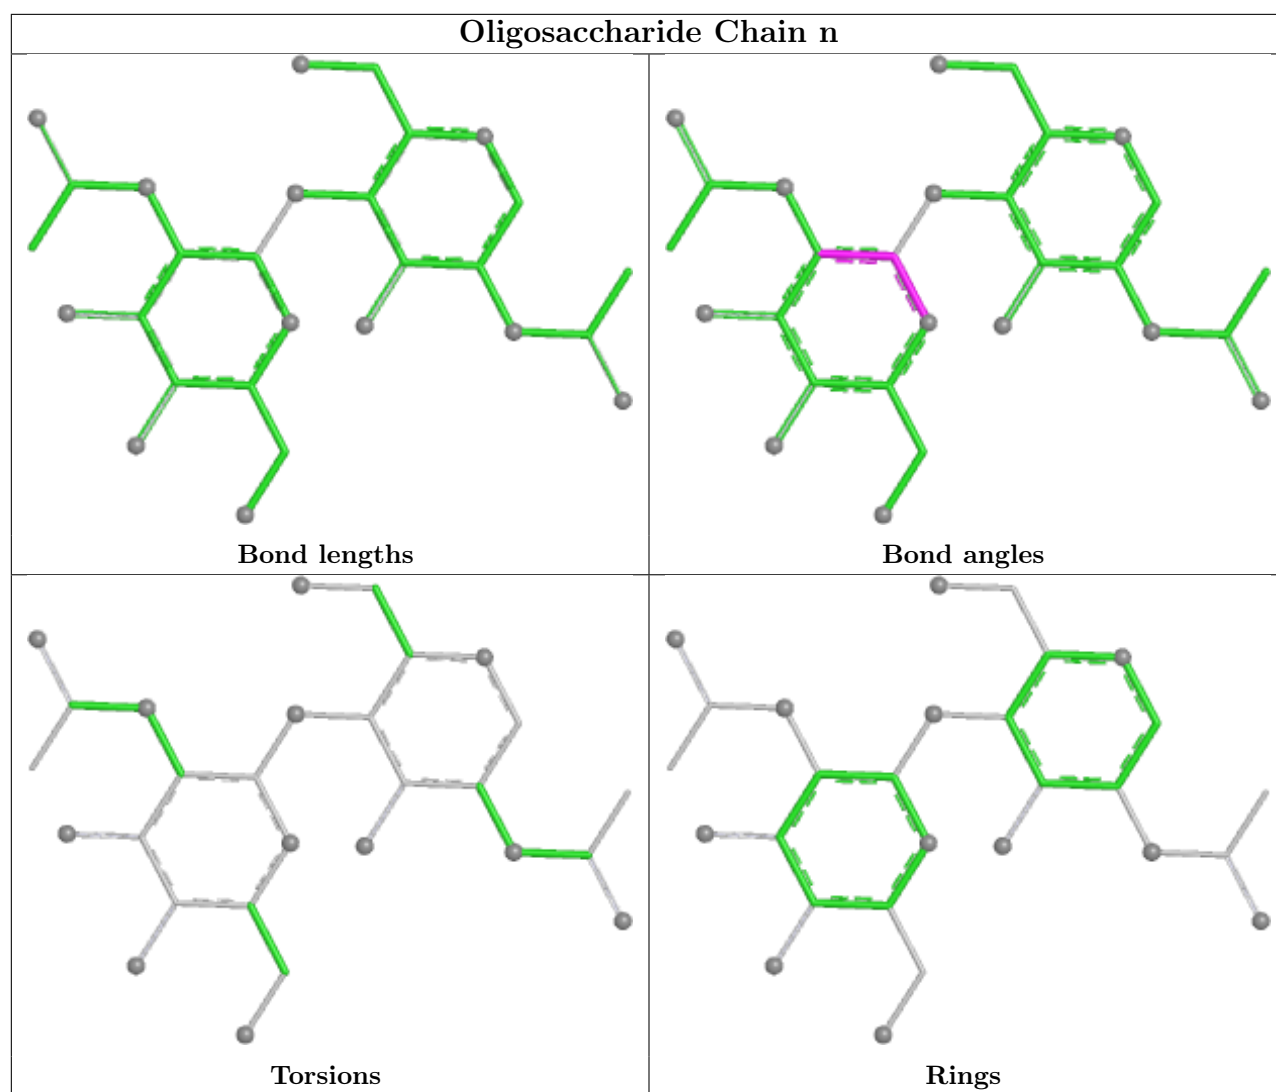 Oligosaccharide Chain n
Bond lengths
Bond angles
Torsions
Rings